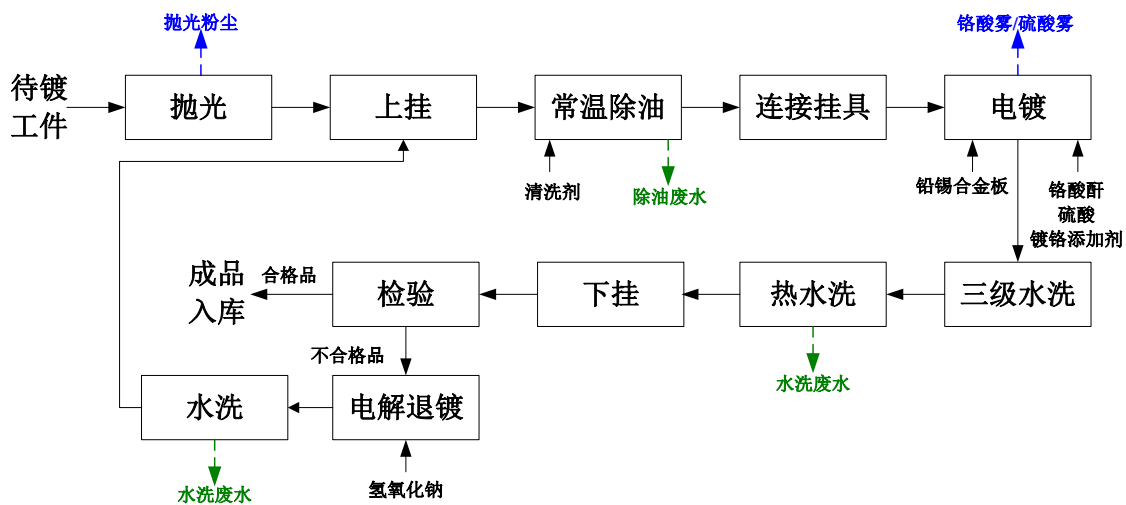 抛光粉尘
铬酸雾/硫酸雾
待镀
工件
抛光
上挂
常温除油
连接挂具
电镀
清洗剂
除油废水
铅锡合金板
铬酸酐
硫酸
镀铬添加剂
成品
入库
合格品
检验
下挂
热水洗
三级水洗
不合格品
水洗废水
水洗
电解退镀
水洗废水
氢氧化钠